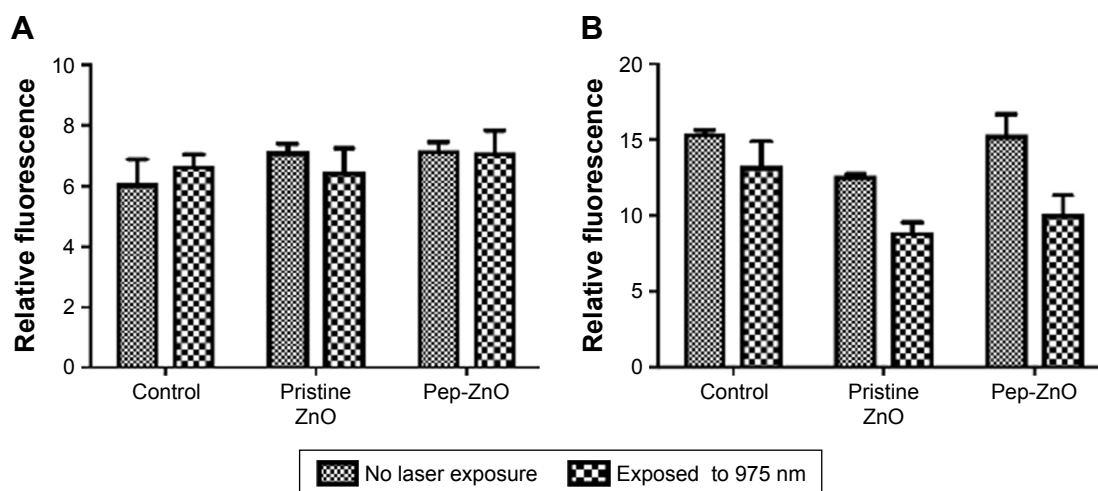 A
Relative fluorescence
10
8
6
4
2
0
Control
Pristine
ZnO
Pep-ZnO
B
Relative fluorescence
20
15
10
5
0
Control
Pristine
ZnO
Pep-ZnO
No laser exposure
Exposed to 975 nm